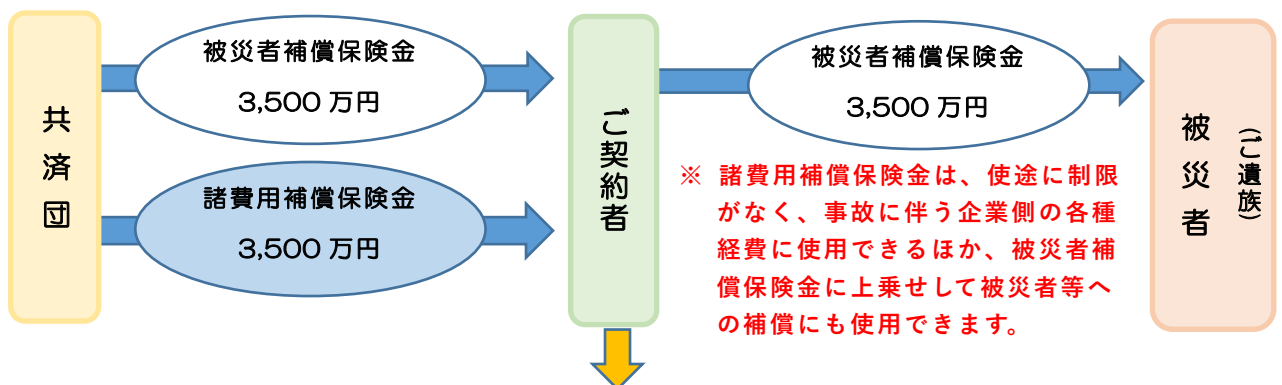 共済団
被災者補償保険金
3,500 万円
諸費用補償保険金
3,500 万円
ご契約者
被災者補償保険金
3,500 万円
※ 諸費用補償保険金は、使途に制限
がなく、事故に伴う企業側の各種
経費に使用できるほか、被災者補
償保険金に上乗せして被災者等へ
の補償にも使用できます。
被災者
(ご遺族)